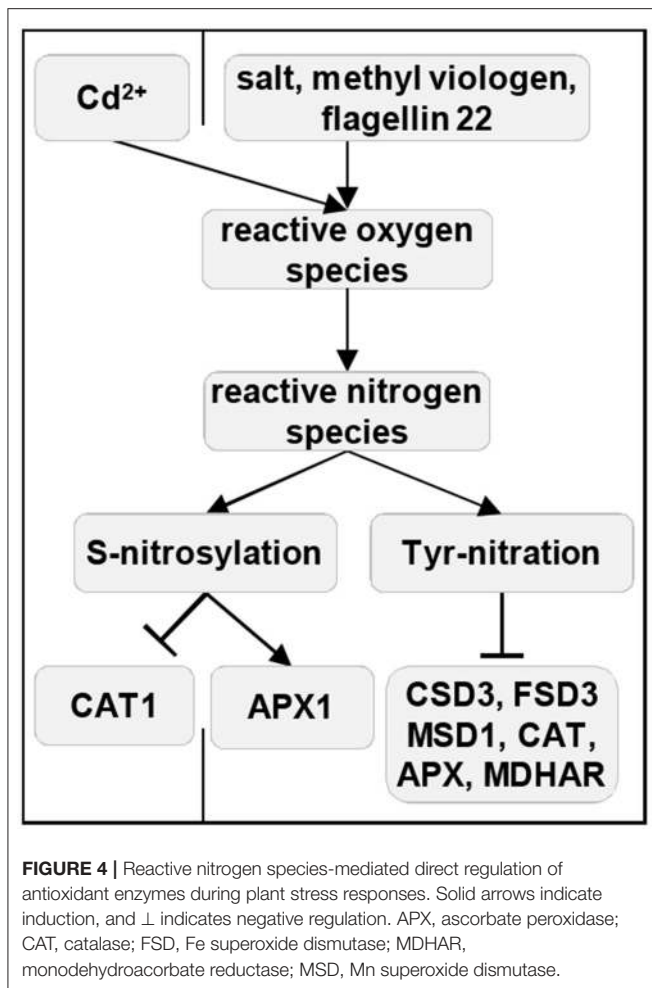 Cd²⁺
salt, methyl viologen,
flagellin 22
reactive oxygen
species
reactive nitrogen
species
S-nitrosylation
Tyr-nitration
CAT1
APX1
CSD3, FSD3
MSD1, CAT,
APX, MDHAR
FIGURE 4 | Reactive nitrogen species-mediated direct regulation of
antioxidant enzymes during plant stress responses. Solid arrows indicate
induction, and ⊥ indicates negative regulation. APX, ascorbate peroxidase;
CAT, catalase; FSD, Fe superoxide dismutase; MDHAR,
monodehydroacorbate reductase; MSD, Mn superoxide dismutase.